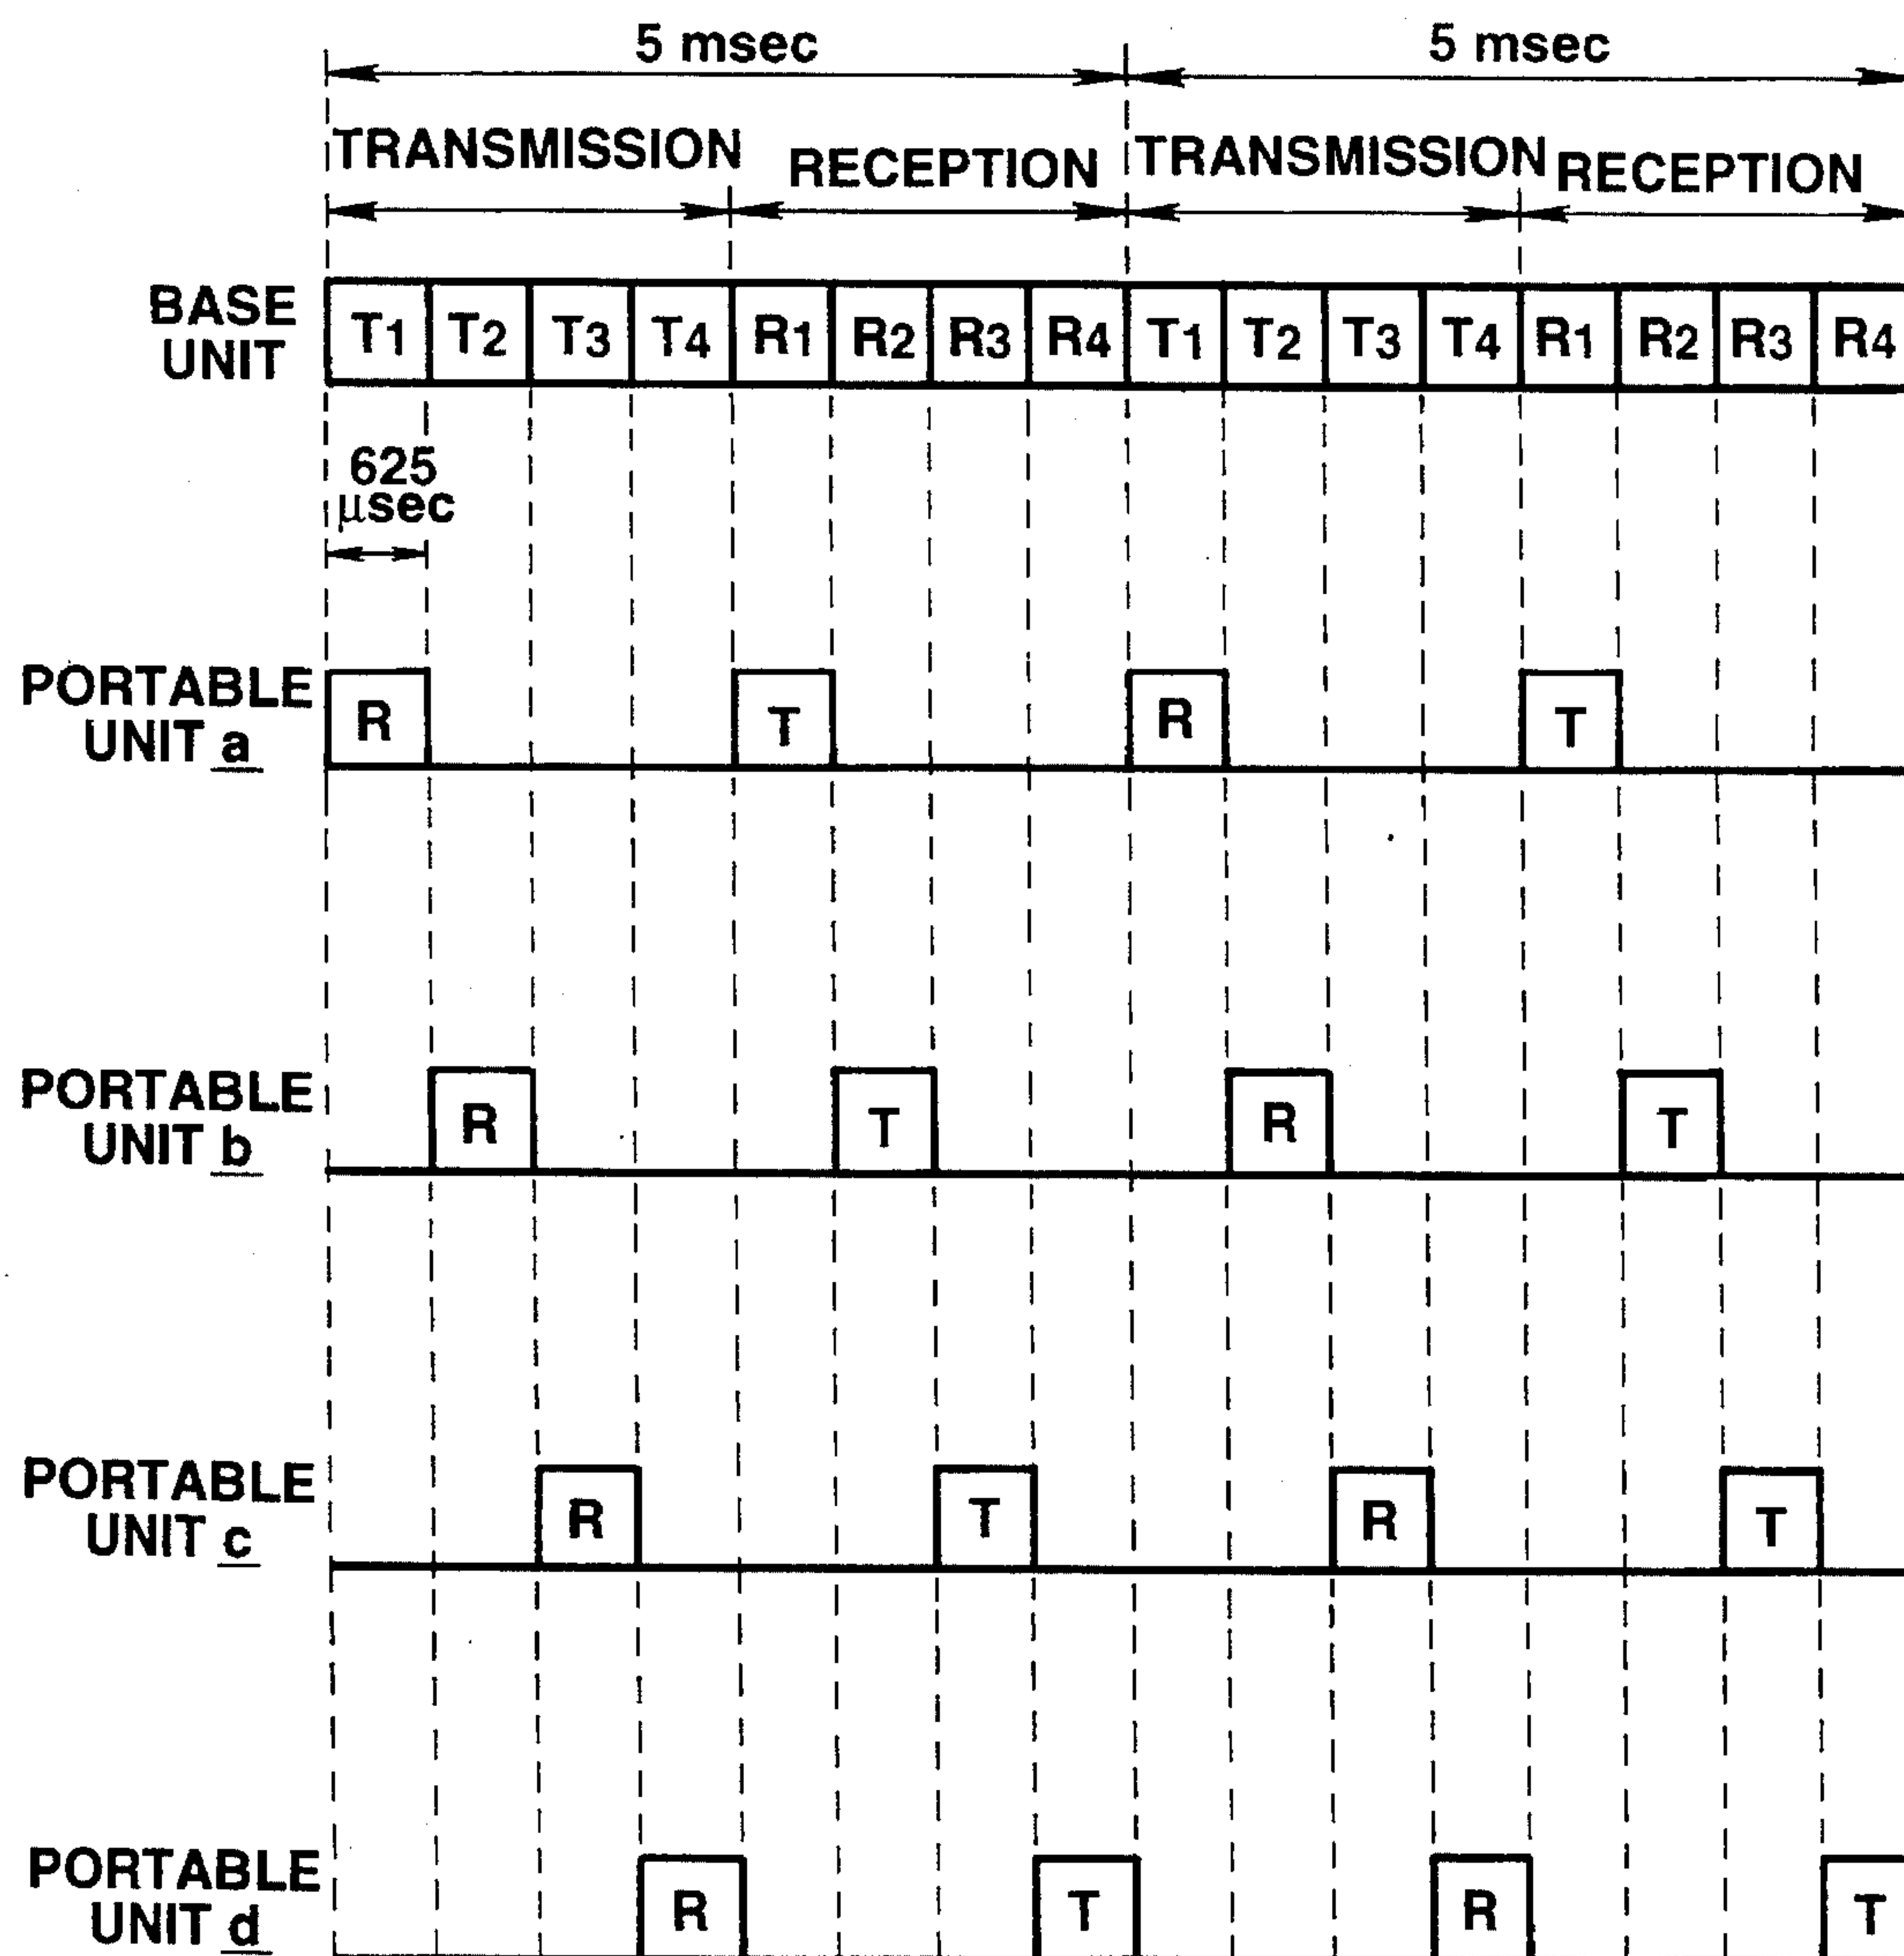 5 msec 5 msec
TRANSMISSION RECEPTION TRANSMISSION RECEPTION
BASE
UNIT
T1 T2 T3 T4 R1 R2 R3 R4 T1 T2 T3 T4 R1 R2 R3 R4
625
μsec
PORTABLE
UNIT a
R T R T
PORTABLE
UNIT b
R T R T
PORTABLE
UNIT c
R T R T
PORTABLE
UNIT d
R T R T